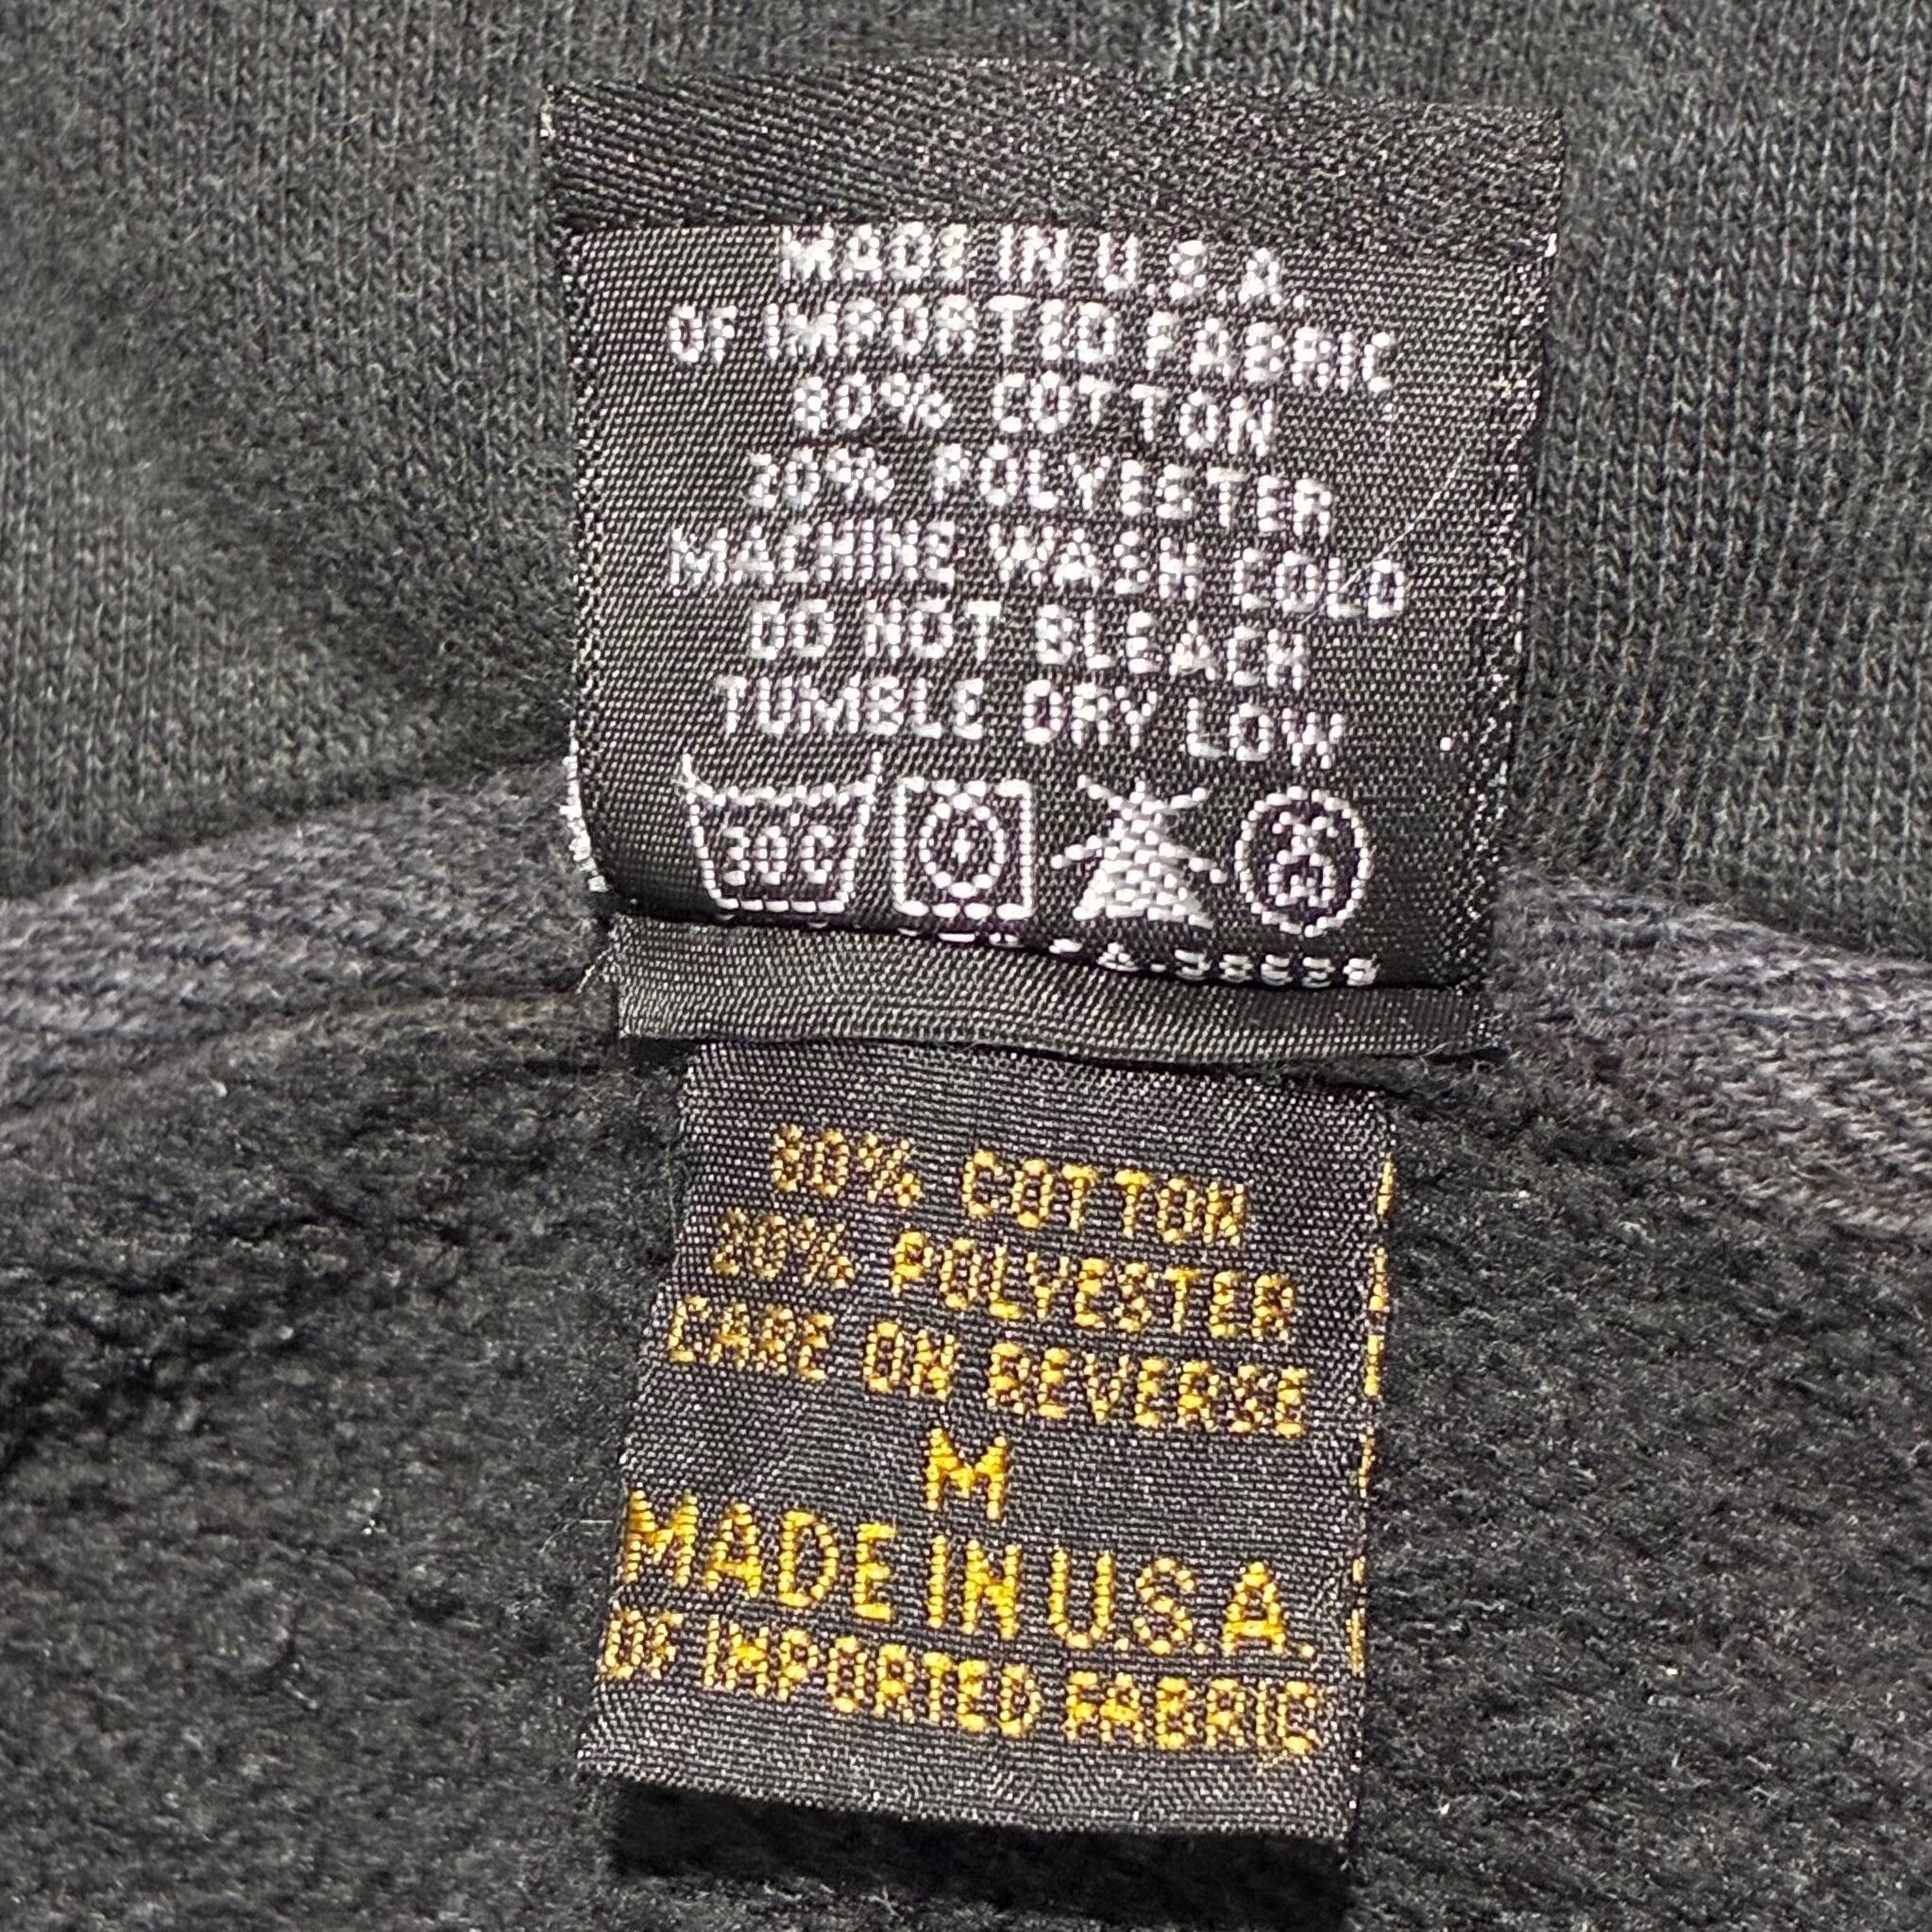 MADE IN U.S.A.
OF IMPORTED FABRIC
80% COTTON
20% POLYESTER
MACHINE WASH COLD
DO NOT BLEACH
TUMBLE DRY LOW
30C
80% COTTON
20% POLYESTER
CARE ON REVERSE
M
MADE IN U.S.A.
OF IMPORTED FABRIC